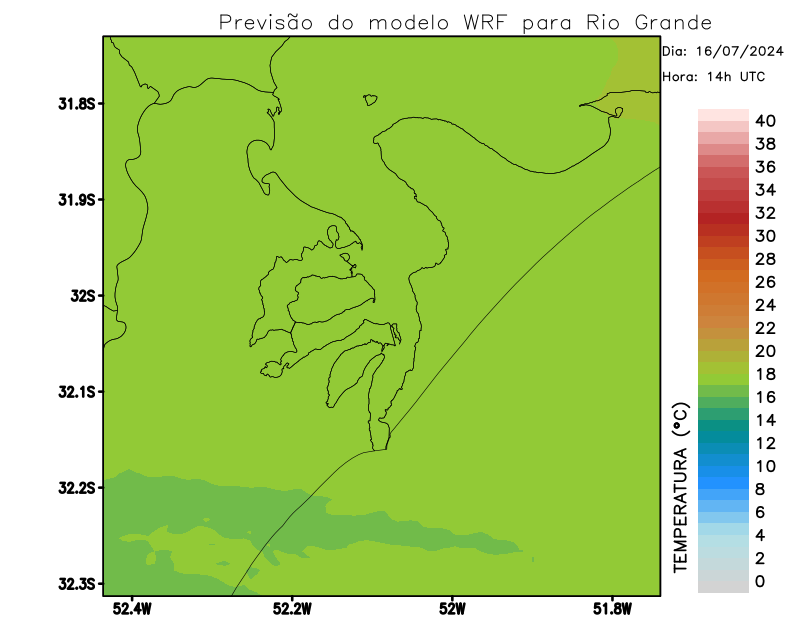 Previsão do modelo WRF para Rio Grande
Dia: 16/07/2024
Hora: 14h UTC
31.8S
31.9S
32S
32.1S
32.2S
32.3S
52.4W
52.2W
52W
51.8W
TEMPERATURA (°C)
40
38
36
34
32
30
28
26
24
22
20
18
16
14
12
10
8
6
4
2
0